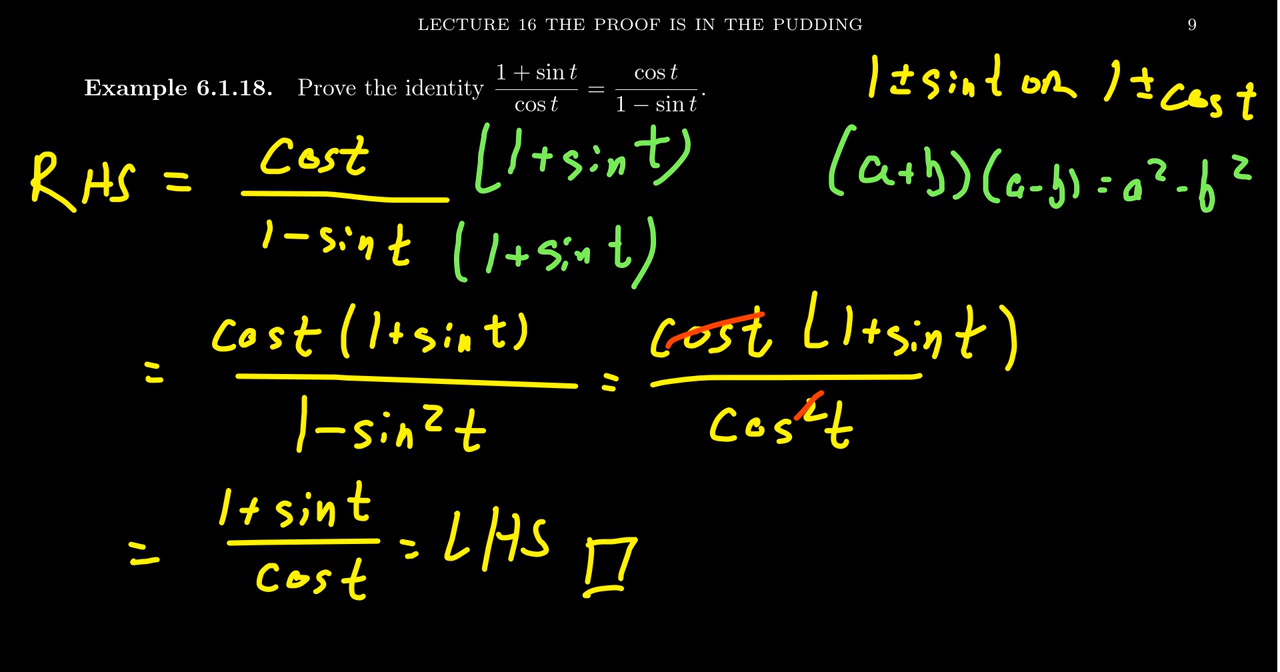 LECTURE 16 THE PROOF IS IN THE PUDDING 9
Example 6.1.18. Prove the identity (1 + sin t)/(cos t) = (cos t)/(1 − sin t).
1 ± sin t or 1 ± cos t
(a+b)(a-b) = a² - b²
RHS = (cos t (1 + sin t))/(1 − sin t (1 + sin t))
= (cos t (1 + sin t))/(1 − sin² t) = (cos t (1 + sin t))/(cos² t)
= (1 + sin t)/(cos t) = LHS □